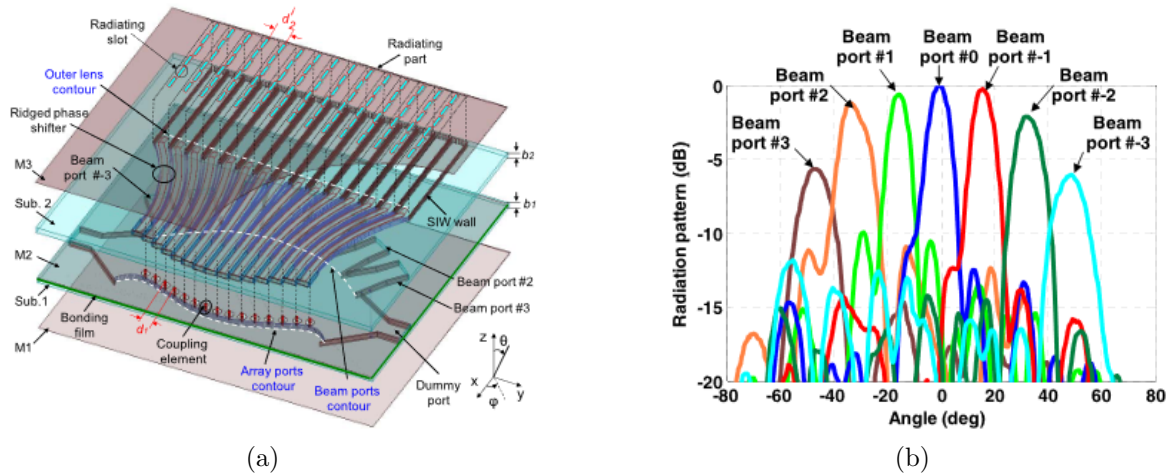 Radiating
slot
d'2
Radiating
part
Outer lens
contour
Ridged phase
shifter
Beam
port #-3
M3
b2
b1
SIW wall
Sub. 2
M2
Beam port #2
Beam port #3
Sub.1
Bonding
film
d1
M1
Coupling
element
Array ports
contour
Beam ports
contour
Dummy
port
z
θ
x
y
φ
(a)
Beam
port #3
Beam
port #2
Beam
port #1
Beam
port #0
Beam
port #-1
Beam
port #-2
Beam
port #-3
Radiation pattern (dB)
0
-5
-10
-15
-20
-80 -60 -40 -20 0 20 40 60 80
Angle (deg)
(b)